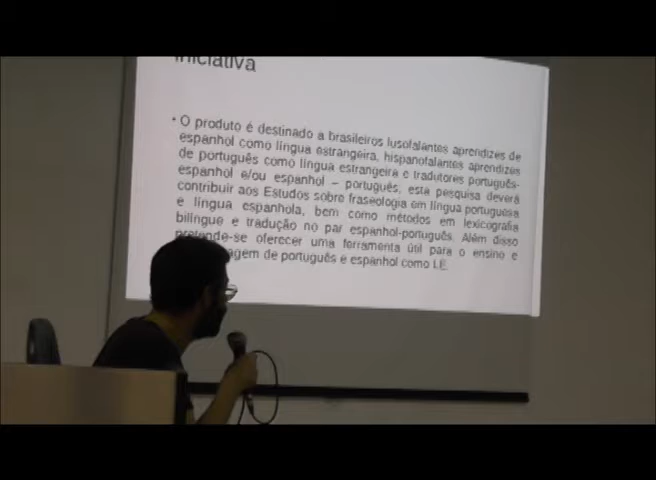 Iniciativa
• O produto é destinado a brasileiros lusofalantes aprendizes de
espanhol como língua estrangeira, hispanofalantes aprendizes
de português como língua estrangeira e tradutores português-
espanhol e/ou espanhol – português, esta pesquisa deverá
contribuir aos Estudos sobre fraseologia em língua portuguesa
e língua espanhola, bem como métodos em lexicografia
bilíngue e tradução no par espanhol-português. Além disso
pretende-se oferecer uma ferramenta útil para o ensino e
agem de português e espanhol como LE.